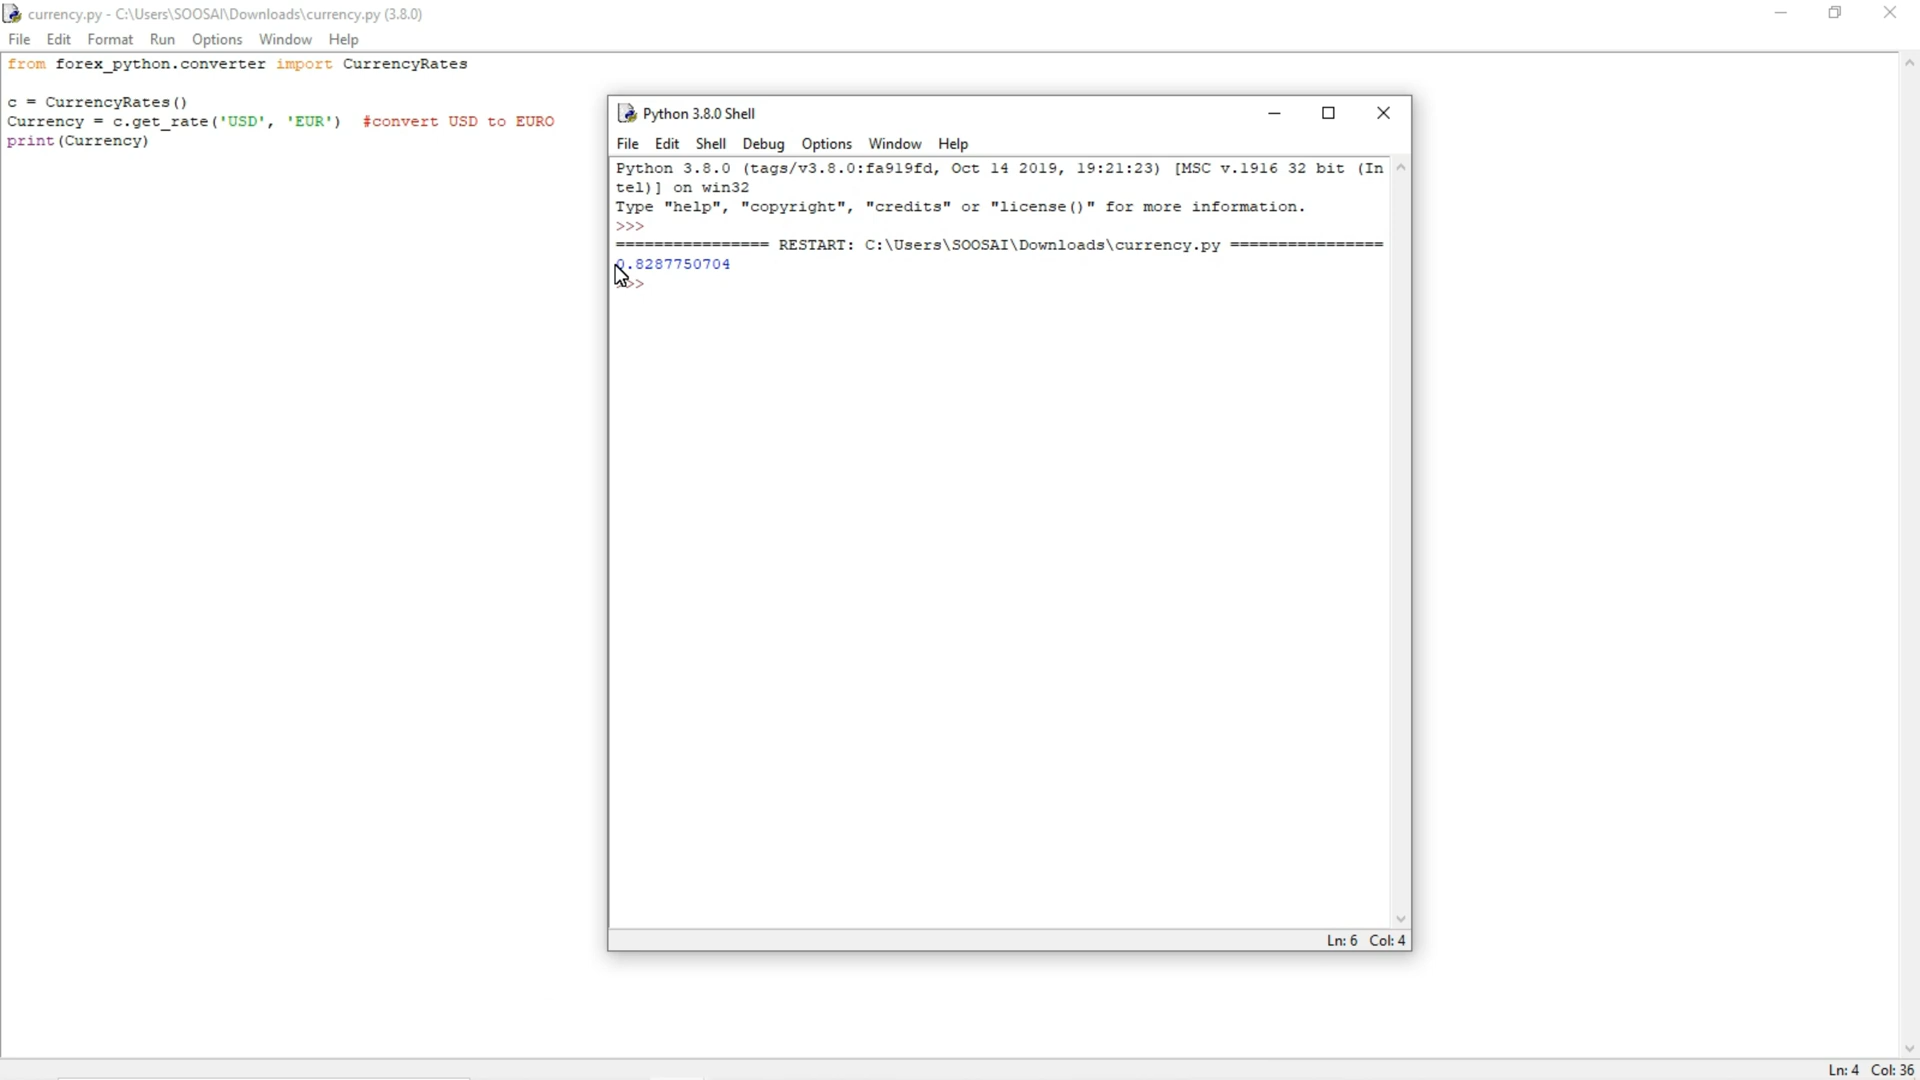 currency.py - C:\Users\SOOSAI\Downloads\currency.py (3.8.0)
File Edit Format Run Options Window Help
from forex_python.converter import CurrencyRates
c = CurrencyRates()
Currency = c.get_rate('USD', 'EUR')  #convert USD to EURO
print(Currency)
Python 3.8.0 Shell
File Edit Shell Debug Options Window Help
Python 3.8.0 (tags/v3.8.0:fa919fd, Oct 14 2019, 19:21:23) [MSC v.1916 32 bit (In
tel)] on win32
Type "help", "copyright", "credits" or "license()" for more information.
>>>
================ RESTART: C:\Users\SOOSAI\Downloads\currency.py ================
0.8287750704
>>>
Ln: 6 Col: 4
Ln: 4 Col: 36